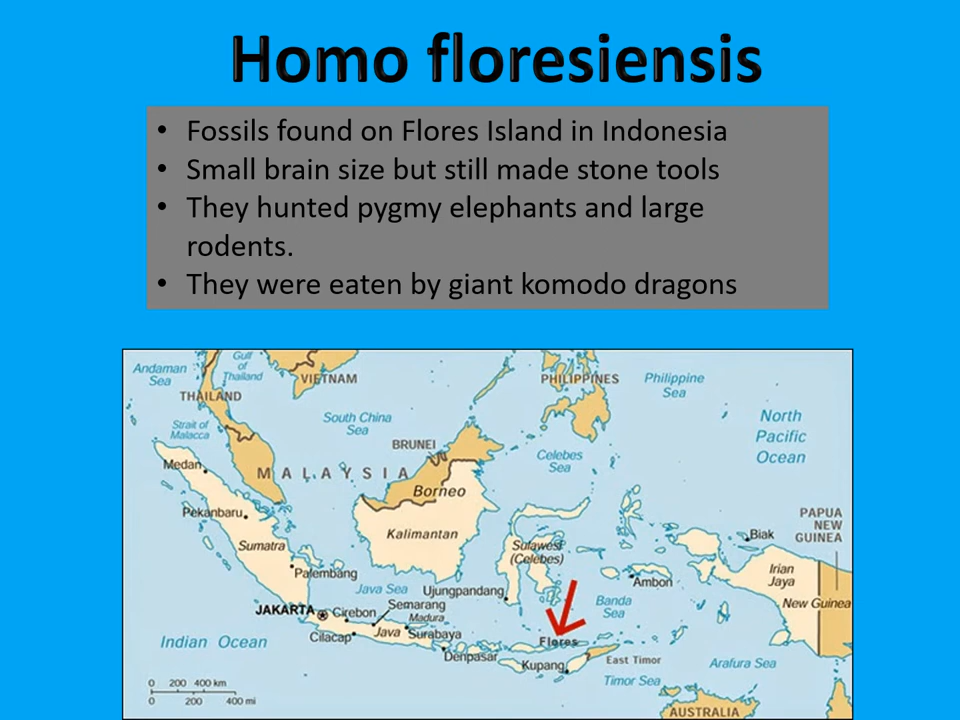 Homo floresiensis
• Fossils found on Flores Island in Indonesia
• Small brain size but still made stone tools
• They hunted pygmy elephants and large
rodents.
• They were eaten by giant komodo dragons
Andaman
Sea
Gulf
of
Thailand
VIETNAM
THAILAND
PHILIPPINES
Philippine
Sea
Strait of
Malacca
South China
Sea
BRUNEI
North
Pacific
Ocean
Celebes
Sea
Medan
MALAYSIA
Borneo
Pekanbaru
Kalimantan
Sumatra
Sulawesi
(Celebes)
PAPUA
NEW
GUINEA
Biak
Irian
Jaya
Palembang
Java Sea
Ujungpandang
Ambon
New Guinea
JAKARTA
Cirebon
Semarang
Madura
Banda
Sea
Cilacap
Java
Surabaya
Indian Ocean
Denpasar
Flores
Kupang
East Timor
Timor Sea
Arafura Sea
0 200 400 km
0 200 400 mi
AUSTRALIA